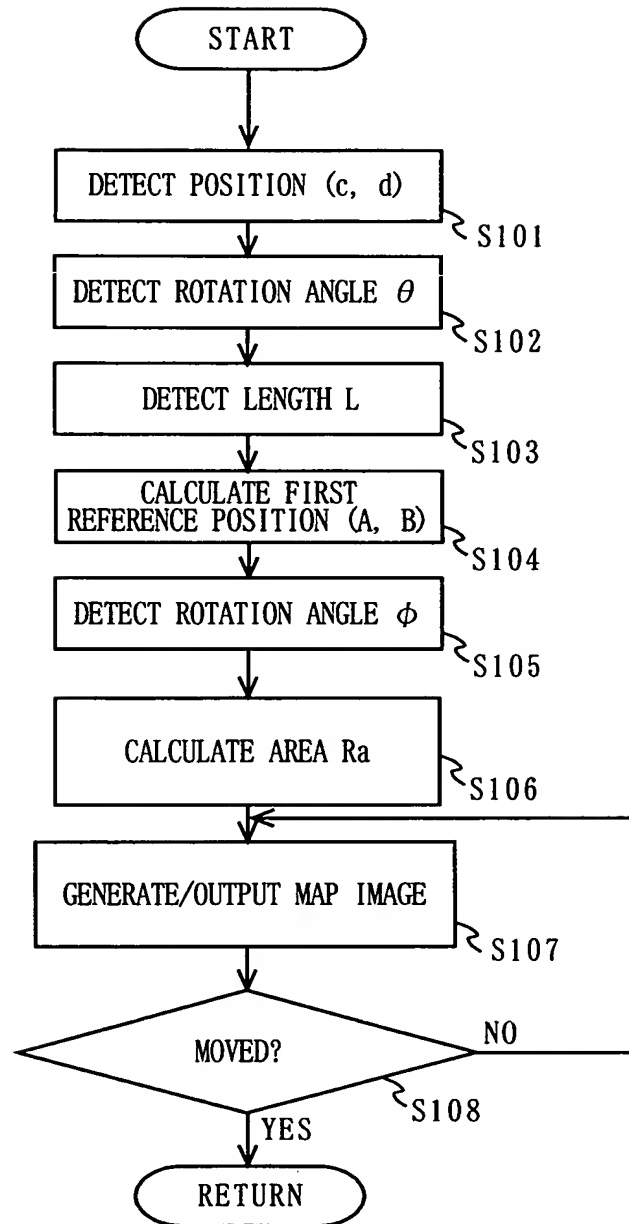 START
DETECT POSITION (c, d)
S101
DETECT ROTATION ANGLE θ
S102
DETECT LENGTH L
S103
CALCULATE FIRST
REFERENCE POSITION (A, B)
S104
DETECT ROTATION ANGLE ϕ
S105
CALCULATE AREA Ra
S106
GENERATE/OUTPUT MAP IMAGE
S107
MOVED?
NO
S108
YES
RETURN